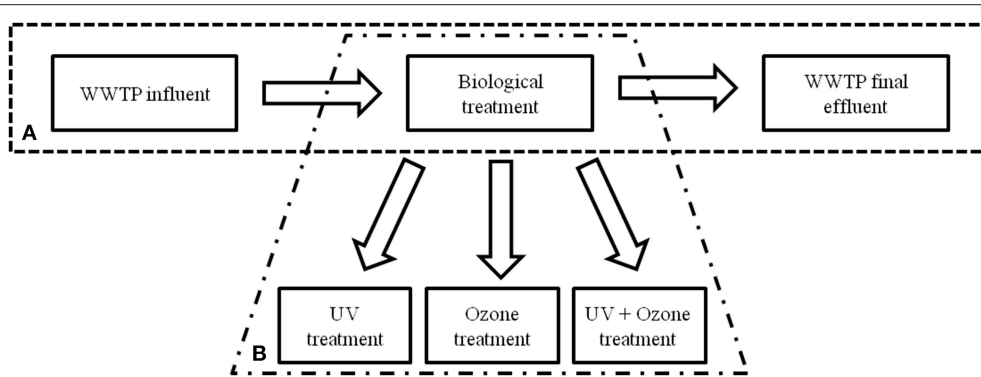 WWTP influent
Biological
treatment
WWTP final
effluent
A
UV
treatment
Ozone
treatment
UV + Ozone
treatment
B